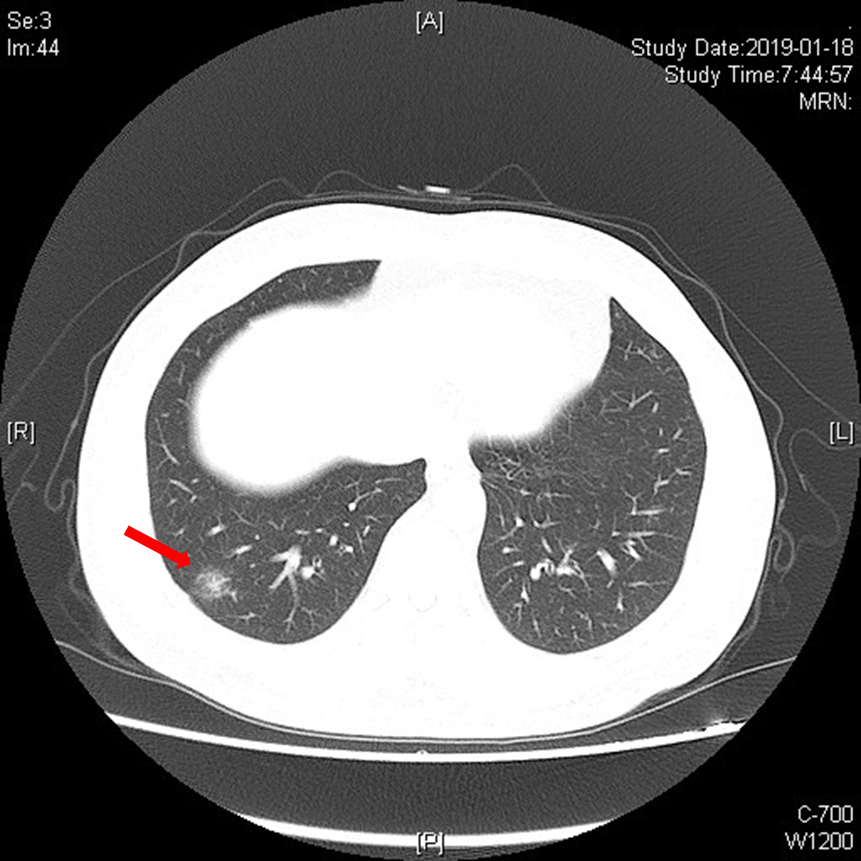 Se:3
Im:44
[A]
.
Study Date:2019-01-18
Study Time:7:44:57
MRN:
[R]
[L]
[P]
C-700
W1200